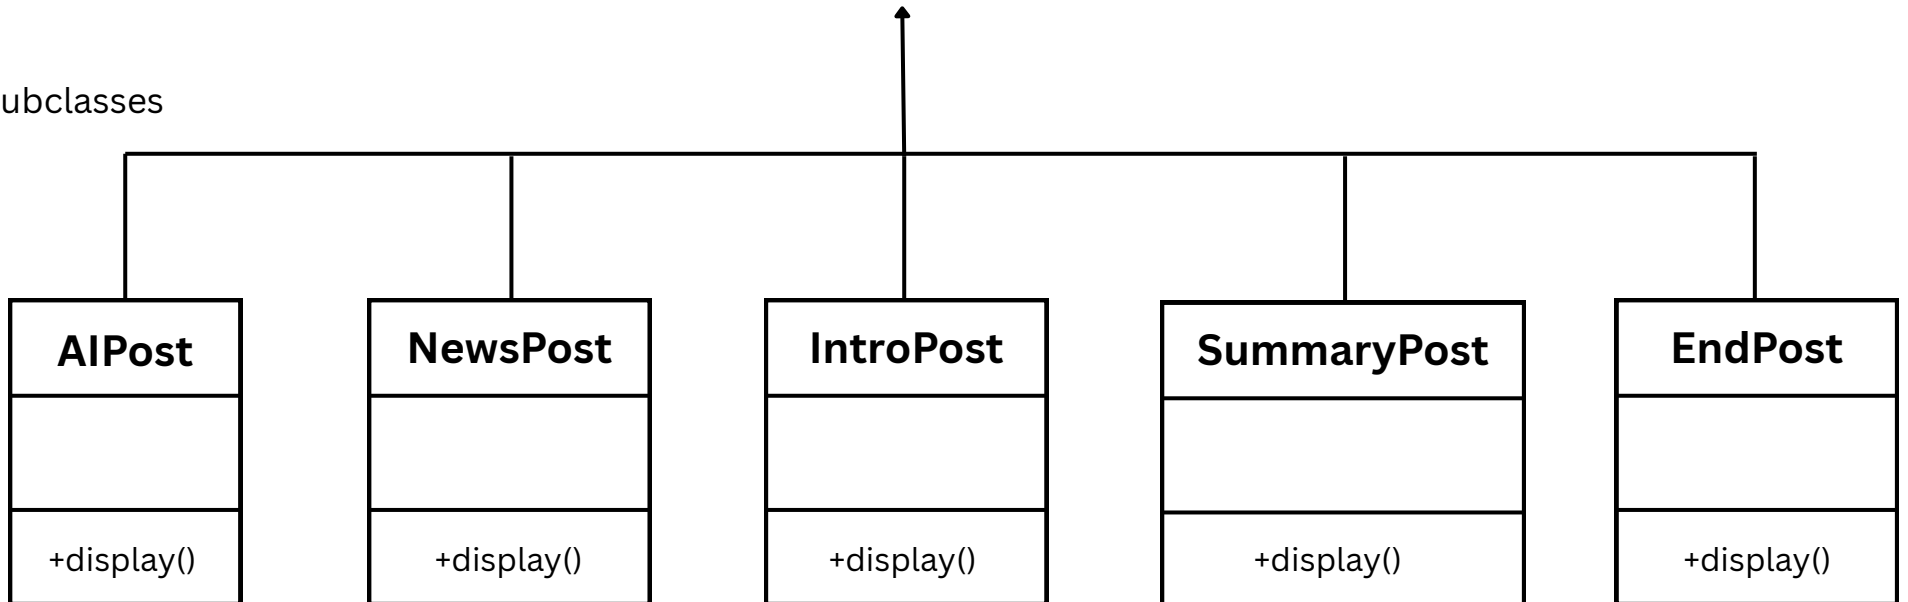 ubclasses
AIPost
NewsPost
IntroPost
SummaryPost
EndPost
+display()
+display()
+display()
+display()
+display()